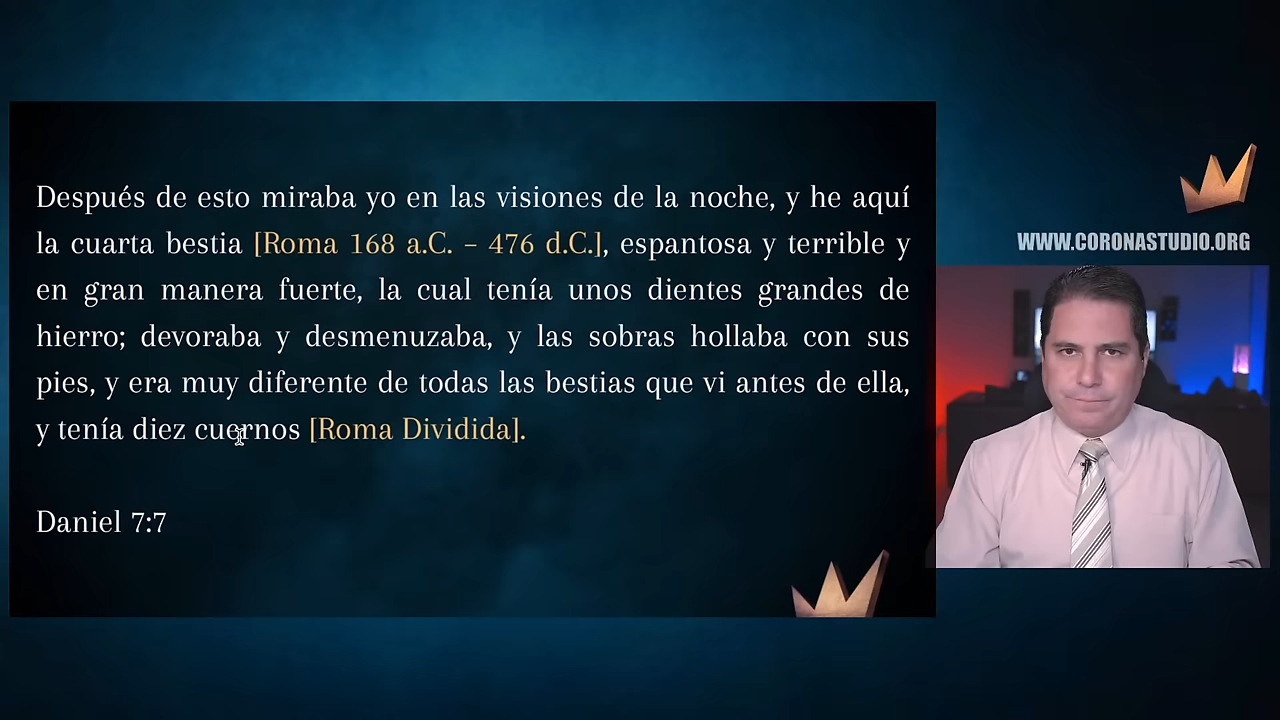 Después de esto miraba yo en las visiones de la noche, y he aquí
la cuarta bestia [Roma 168 a.C. – 476 d.C.], espantosa y terrible y
en gran manera fuerte, la cual tenía unos dientes grandes de
hierro; devoraba y desmenuzaba, y las sobras hollaba con sus
pies, y era muy diferente de todas las bestias que vi antes de ella,
y tenía diez cuernos [Roma Dividida].
Daniel 7:7
WWW.CORONASTUDIO.ORG